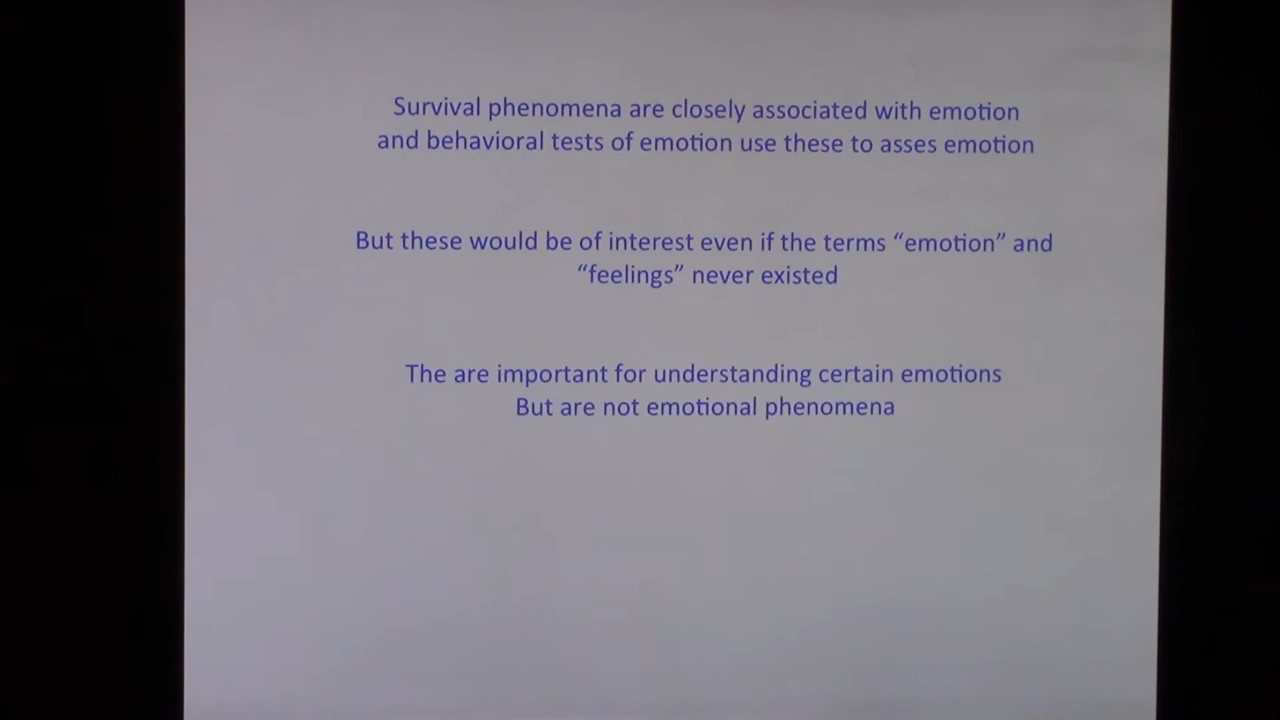 Survival phenomena are closely associated with emotion
and behavioral tests of emotion use these to asses emotion
But these would be of interest even if the terms “emotion” and
“feelings” never existed
The are important for understanding certain emotions
But are not emotional phenomena